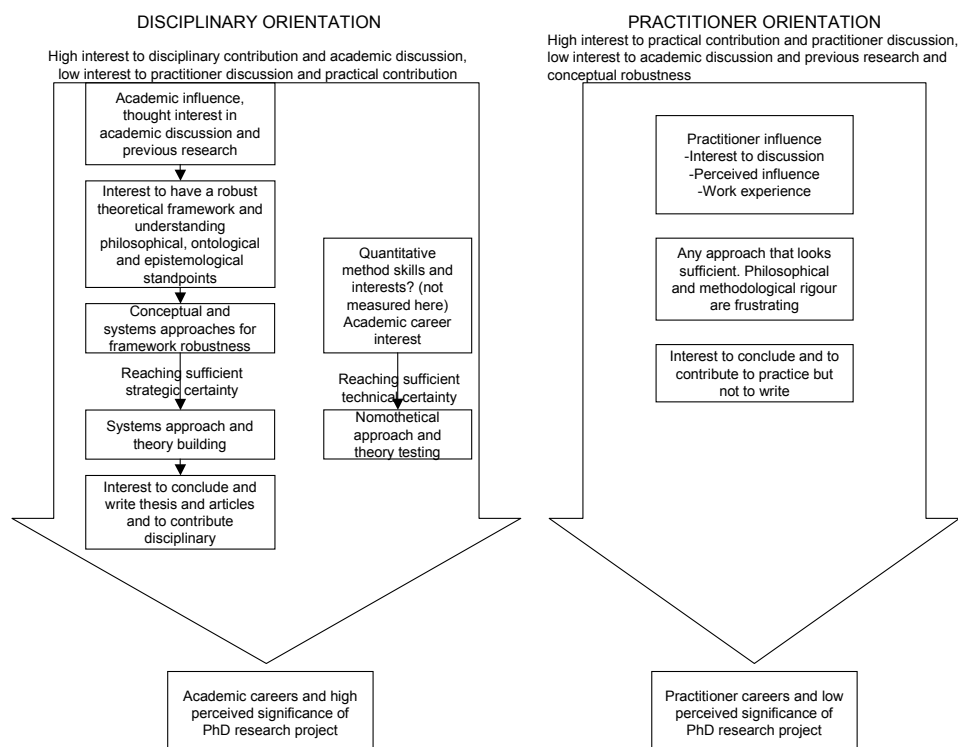 DISCIPLINARY ORIENTATION
High interest to disciplinary contribution and academic discussion,
low interest to practitioner discussion and practical contribution
Academic influence,
thought interest in
academic discussion and
previous research
Interest to have a robust
theoretical framework and
understanding
philosophical, ontological
and epistemological
standpoints
Conceptual and
systems approaches for
framework robustness
Reaching sufficient
strategic certainty
Systems approach and
theory building
Interest to conclude and
write thesis and articles
and to contribute
disciplinary
Quantitative
method skills and
interests? (not
measured here)
Academic career
interest
Reaching sufficient
technical certainty
Nomothetical
approach and
theory testing
Academic careers and high
perceived significance of
PhD research project
PRACTITIONER ORIENTATION
High interest to practical contribution and practitioner discussion,
low interest to academic discussion and previous research and
conceptual robustness
Practitioner influence
-Interest to discussion
-Perceived influence
-Work experience
Any approach that looks
sufficient. Philosophical
and methodological rigour
are frustrating
Interest to conclude and to
contribute to practice but
not to write
Practitioner careers and low
perceived significance of
PhD research project